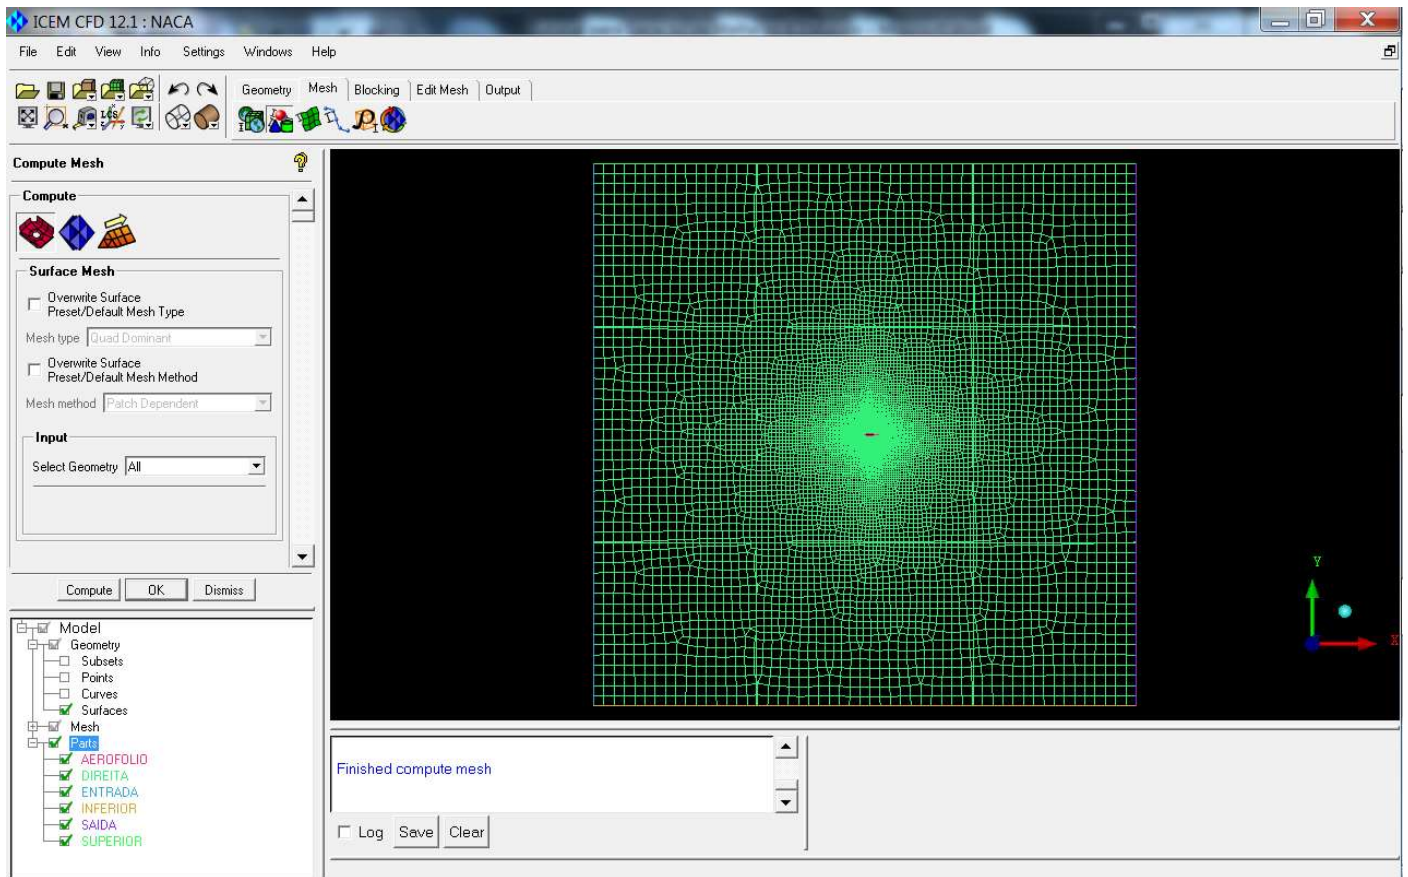 ICEM CFD 12.1 : NACA
File Edit View Info Settings Windows Help
Geometry Mesh Blocking Edit Mesh Output
LCS
Compute Mesh
Compute
Surface Mesh
Overwrite Surface
Preset/Default Mesh Type
Mesh type Quad Dominant
Overwrite Surface
Preset/Default Mesh Method
Mesh method Patch Dependent
Input
Select Geometry All
Compute OK Dismiss
Model
Geometry
Subsets
Points
Curves
Surfaces
Mesh
Parts
AEROFOLIO
DIREITA
ENTRADA
INFERIOR
SAIDA
SUPERIOR
Y
X
Finished compute mesh
Log Save Clear